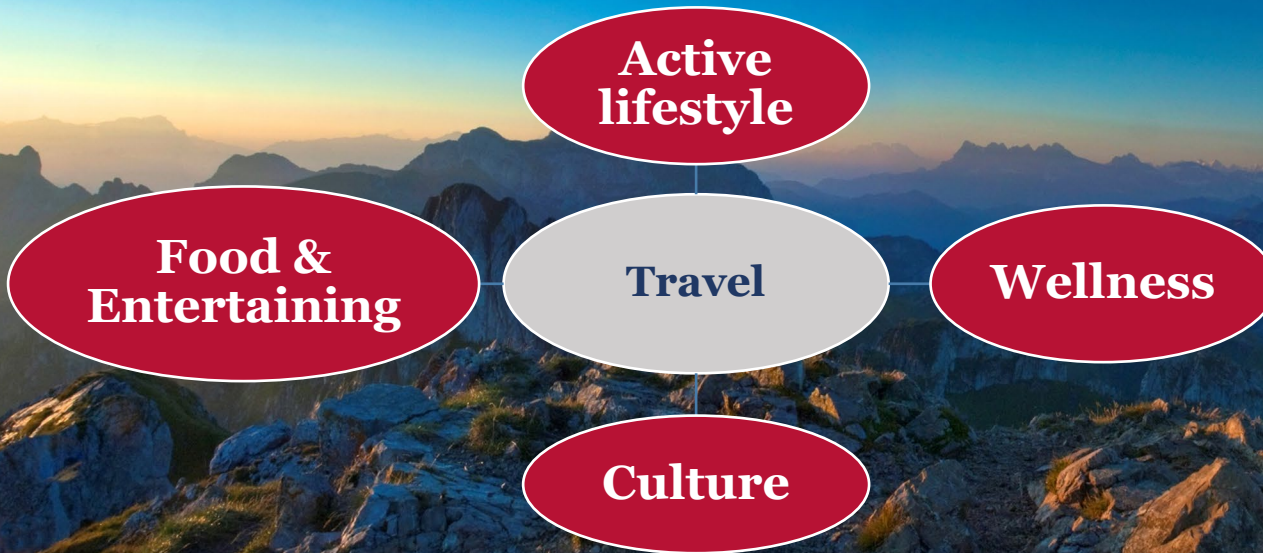 Active
lifestyle
Food &
Entertaining
Travel
Wellness
Culture